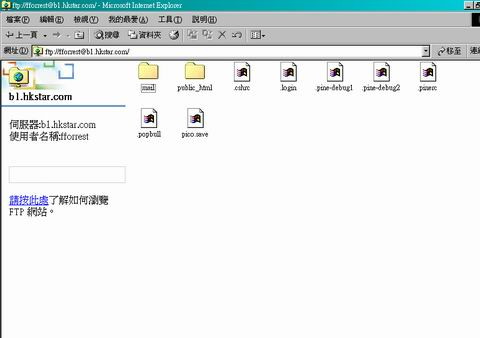 ftp://fforrest@b1.hkstar.com/ - Microsoft Internet Explorer
檔案(F) 編輯(E) 檢視(V) 我的最愛(A) 工具(T) 說明(H)
上一頁 搜尋 資料夾
網址(D) ftp://fforrest@b1.hkstar.com/ 移至 連結
b1.hkstar.com
mail public_html .cshrc .login .pine-debug1 .pine-debug2 .pinerc
伺服器:b1.hkstar.com
使用者名稱:fforrest
.popbull pico.save
請按此處了解如何瀏覽
FTP 網站。